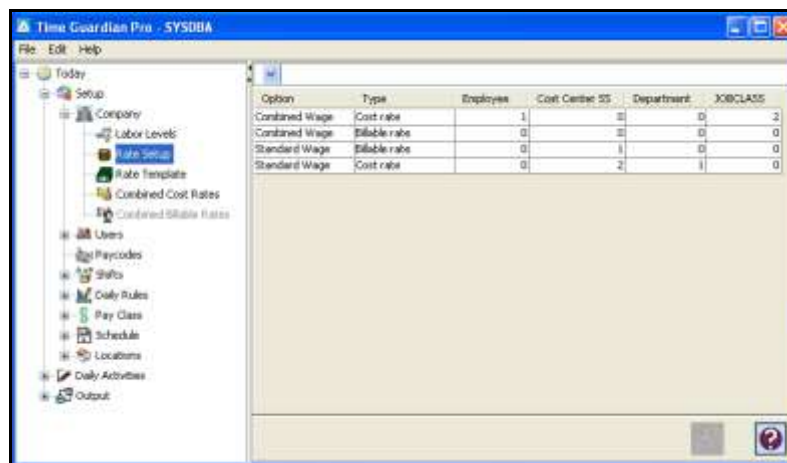 Time Guardian Pro - SYSDBA
File Edit Help
Today
Setup
Company
Labor Levels
Rate Setup
Rate Template
Combined Cost Rates
Combined Billable Rates
Users
Paycodes
Shifts
Daily Rules
Pay Class
Schedule
Locations
Daily Activities
Output
Option Type Employee Cost Center SS Department JOBCLASS
Combined Wage Cost rate 1 0 0 2
Combined Wage Billable rate 0 0 0 0
Standard Wage Billable rate 0 1 0 0
Standard Wage Cost rate 0 2 1 0